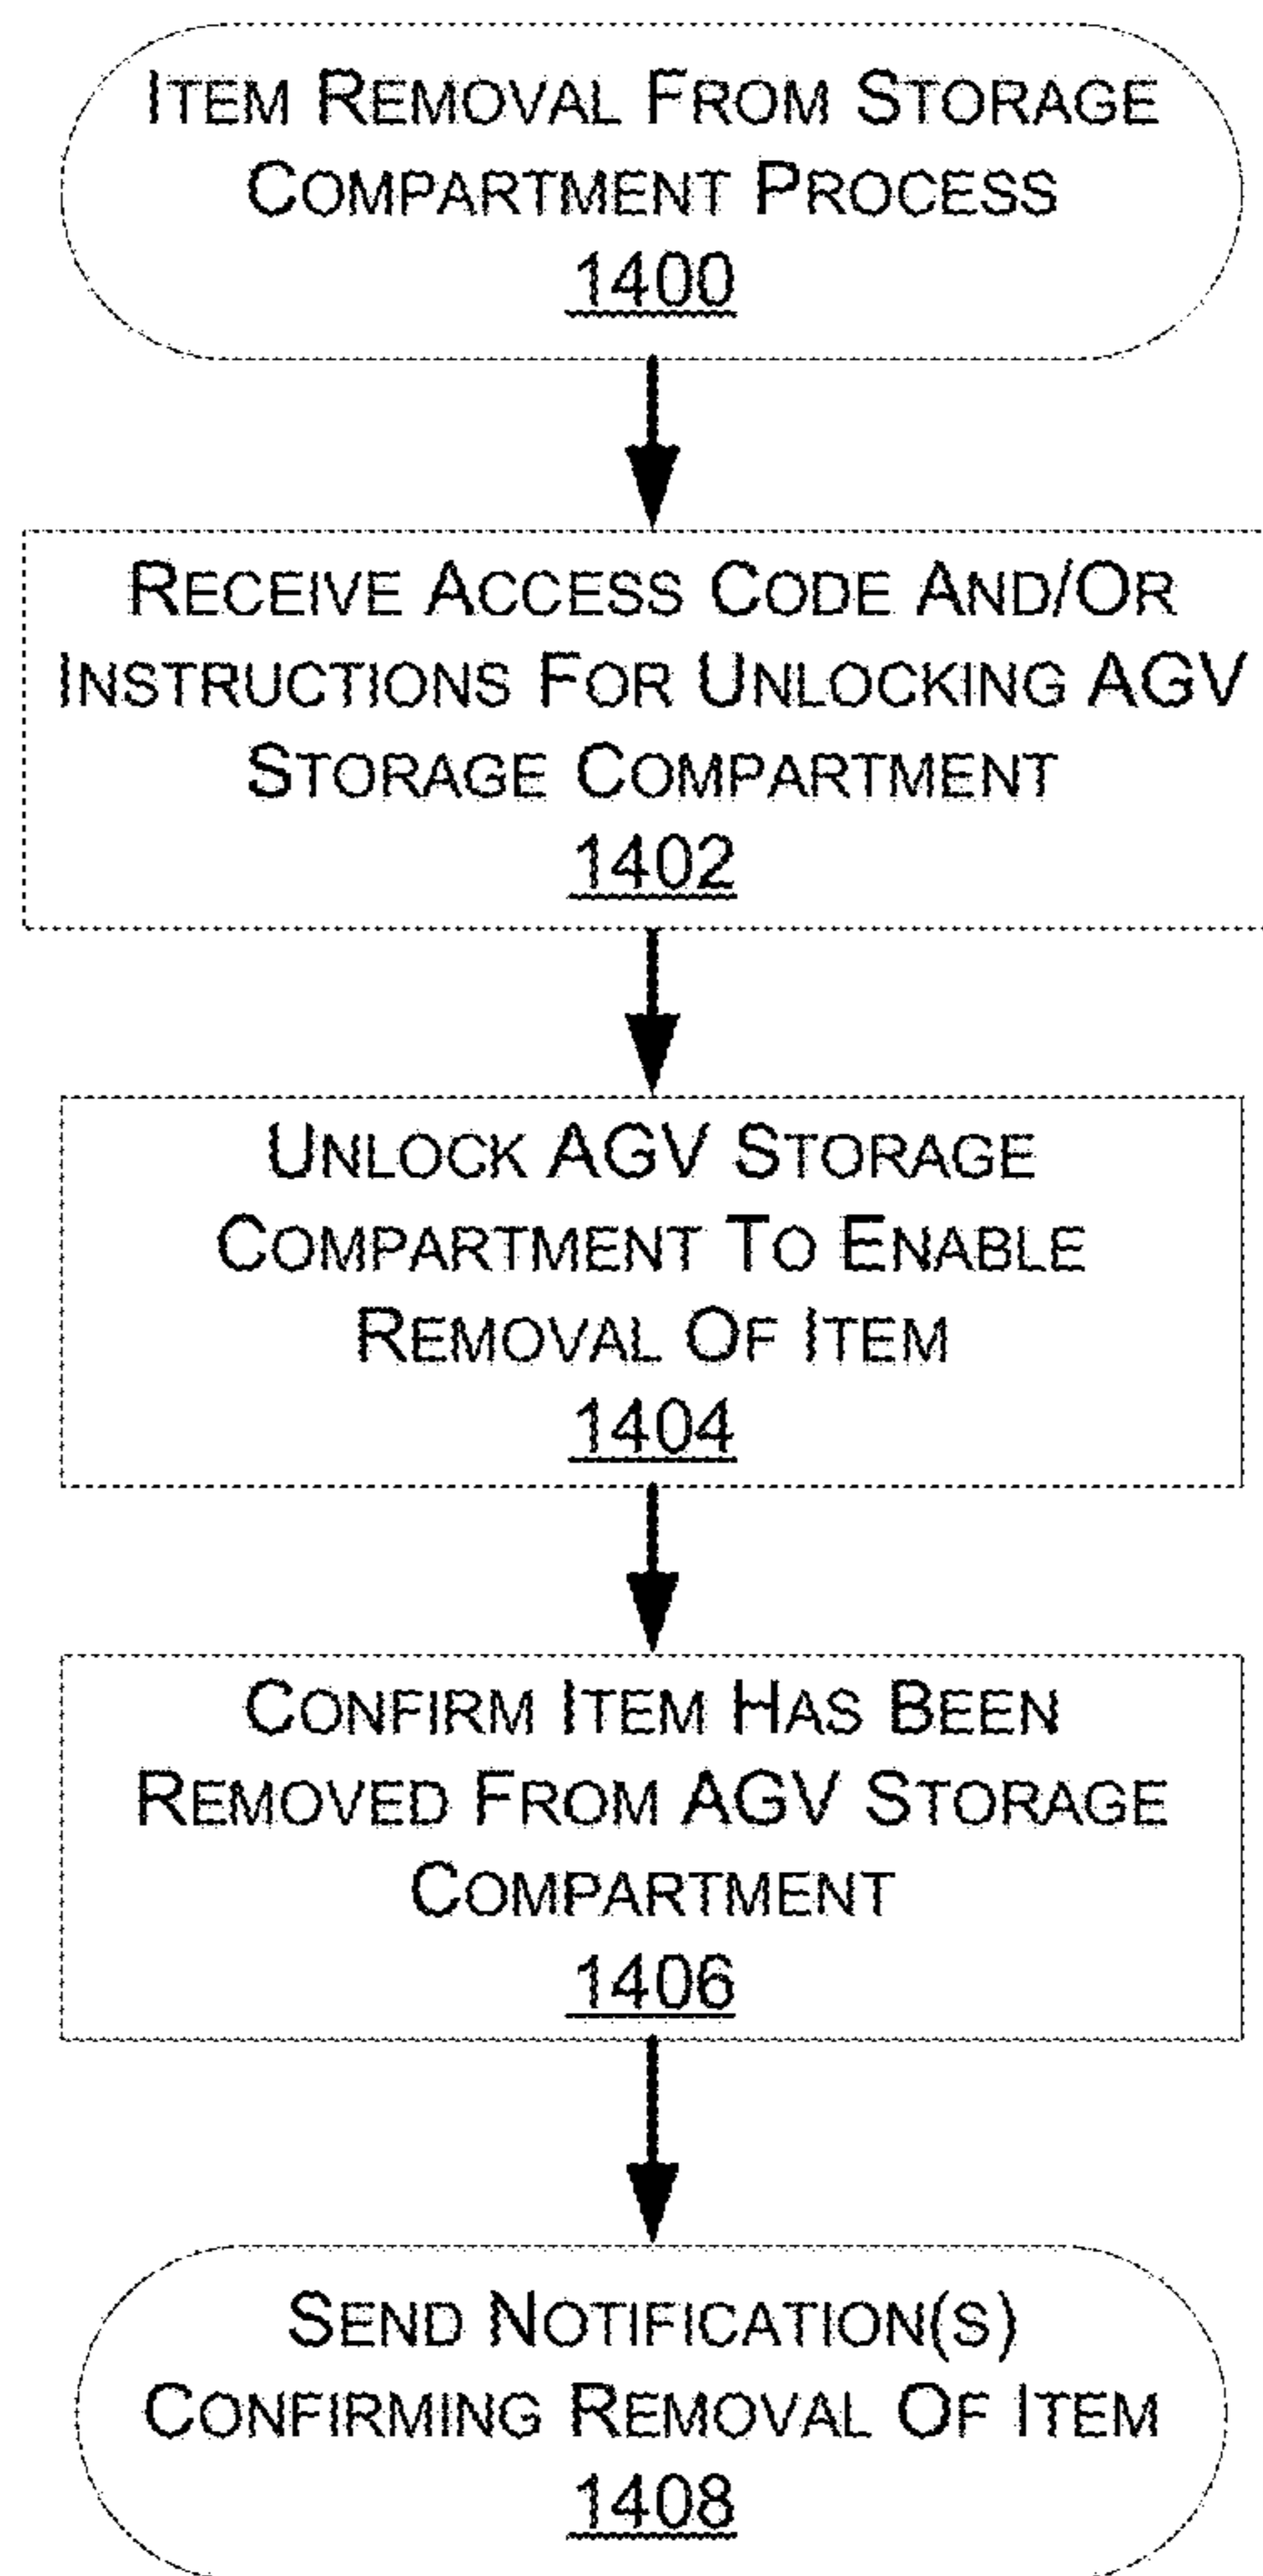 ITEM REMOVAL FROM STORAGE
COMPARTMENT PROCESS
1400
RECEIVE ACCESS CODE AND/OR
INSTRUCTIONS FOR UNLOCKING AGV
STORAGE COMPARTMENT
1402
UNLOCK AGV STORAGE
COMPARTMENT TO ENABLE
REMOVAL OF ITEM
1404
CONFIRM ITEM HAS BEEN
REMOVED FROM AGV STORAGE
COMPARTMENT
1406
SEND NOTIFICATION(S)
CONFIRMING REMOVAL OF ITEM
1408